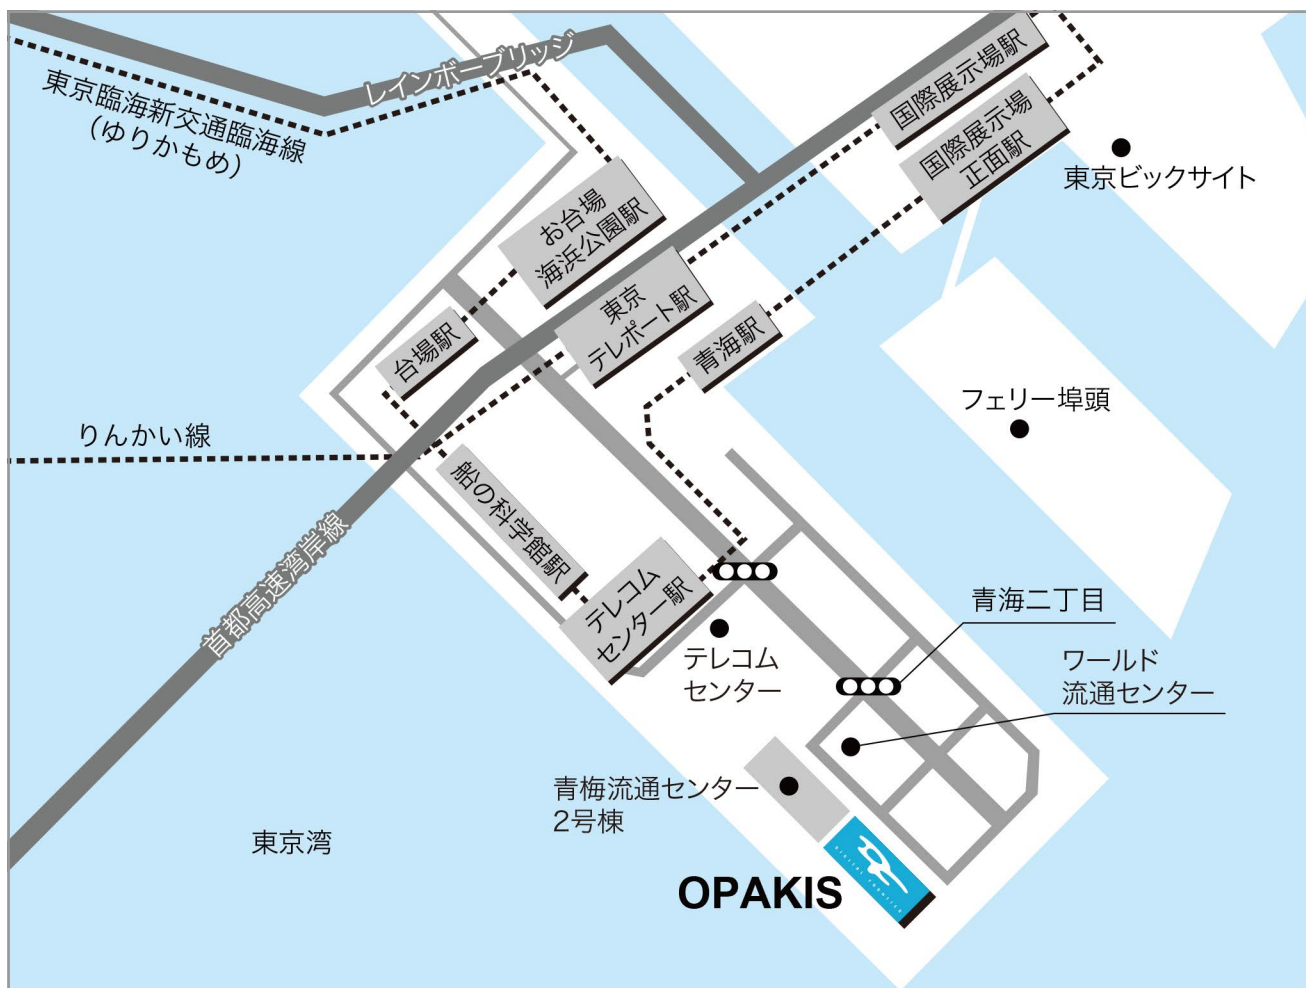 レインボーブリッジ
東京臨海新交通臨海線
(ゆりかもめ)
国際展示場駅
国際展示場
正面駅
東京ビックサイト
お台場
海浜公園駅
東京
テレポート駅
台場駅
青海駅
フェリー埠頭
りんかい線
船の科学館駅
首都高速湾岸線
テレコム
センター駅
青海二丁目
テレコム
センター
ワールド
流通センター
青梅流通センター
2号棟
東京湾
OPAKIS
DIGITAL FRONTIER